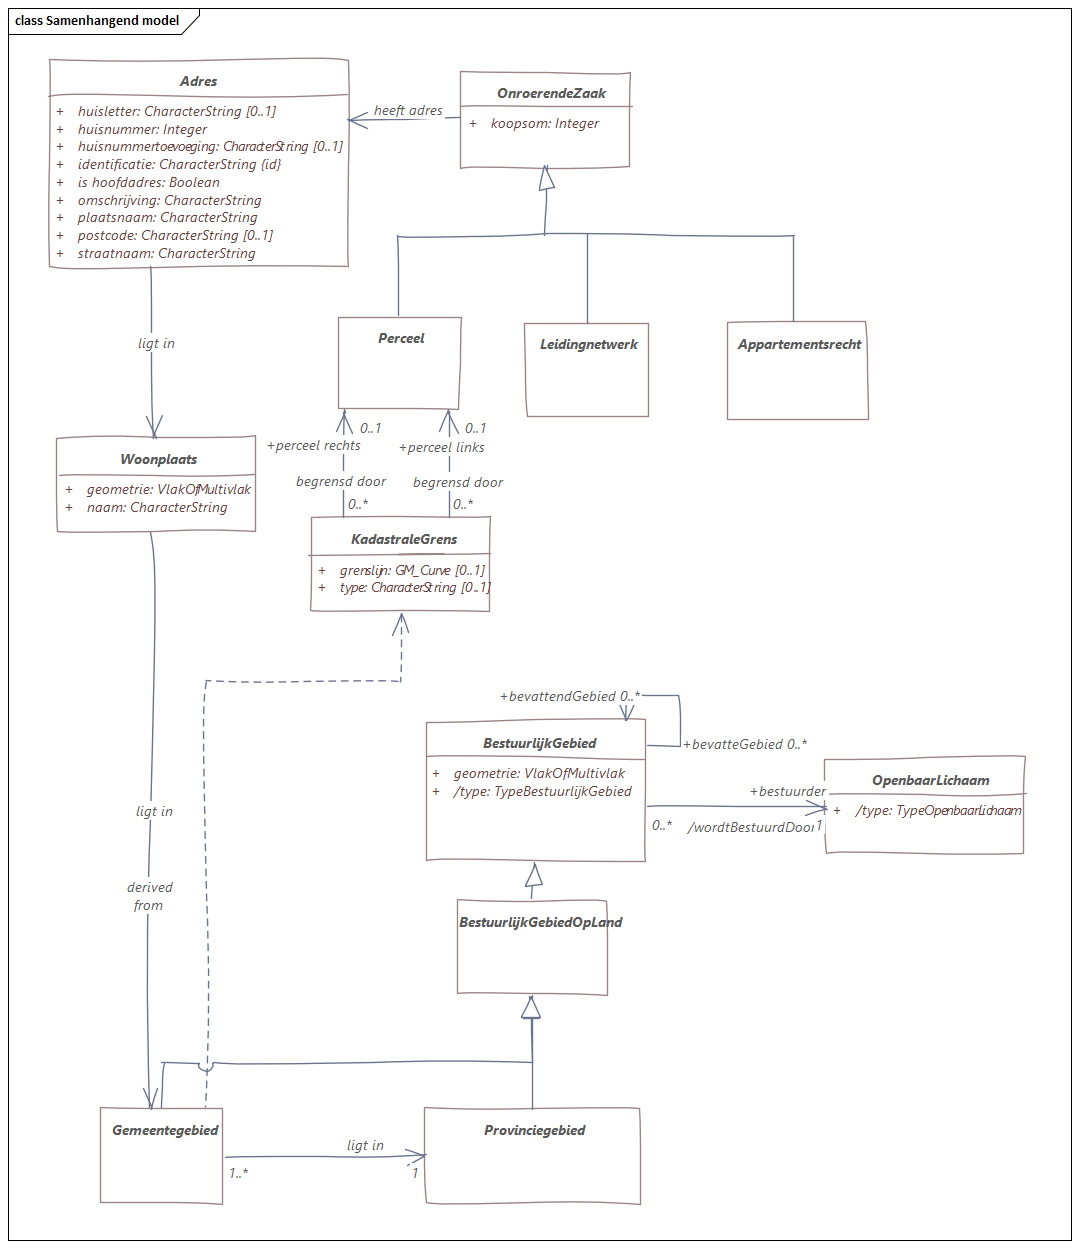 class Samenhangend model
Adres
+ huisletter: CharacterString [0..1]
+ huisnummer: Integer
+ huisnummertoevoeging: CharacterString [0..1]
+ identificatie: CharacterString {id}
+ is hoofdadres: Boolean
+ omschrijving: CharacterString
+ plaatsnaam: CharacterString
+ postcode: CharacterString [0..1]
+ straatnaam: CharacterString
heeft adres
OnroerendeZaak
+ koopsom: Integer
ligt in
Perceel
Leidingnetwerk
Appartementsrecht
0..1
0..1
+perceel rechts
+perceel links
begrensd door
begrensd door
0..*
0..*
Woonplaats
+ geometrie: VlakOfMultivlak
+ naam: CharacterString
KadastraleGrens
+ grenslijn: GM_Curve [0..1]
+ type: CharacterString [0..1]
+bevattendGebied 0..*
+bevatteGebied 0..*
BestuurlijkGebied
+ geometrie: VlakOfMultivlak
+ /type: TypeBestuurlijkGebied
+bestuurder
0..*
/wordtBestuurdDoor
1
OpenbaarLichaam
+ /type: TypeOpenbaarLichaam
ligt in
derived
from
BestuurlijkGebiedOpLand
Gemeentegebied
ligt in
1..*
1
Provinciegebied